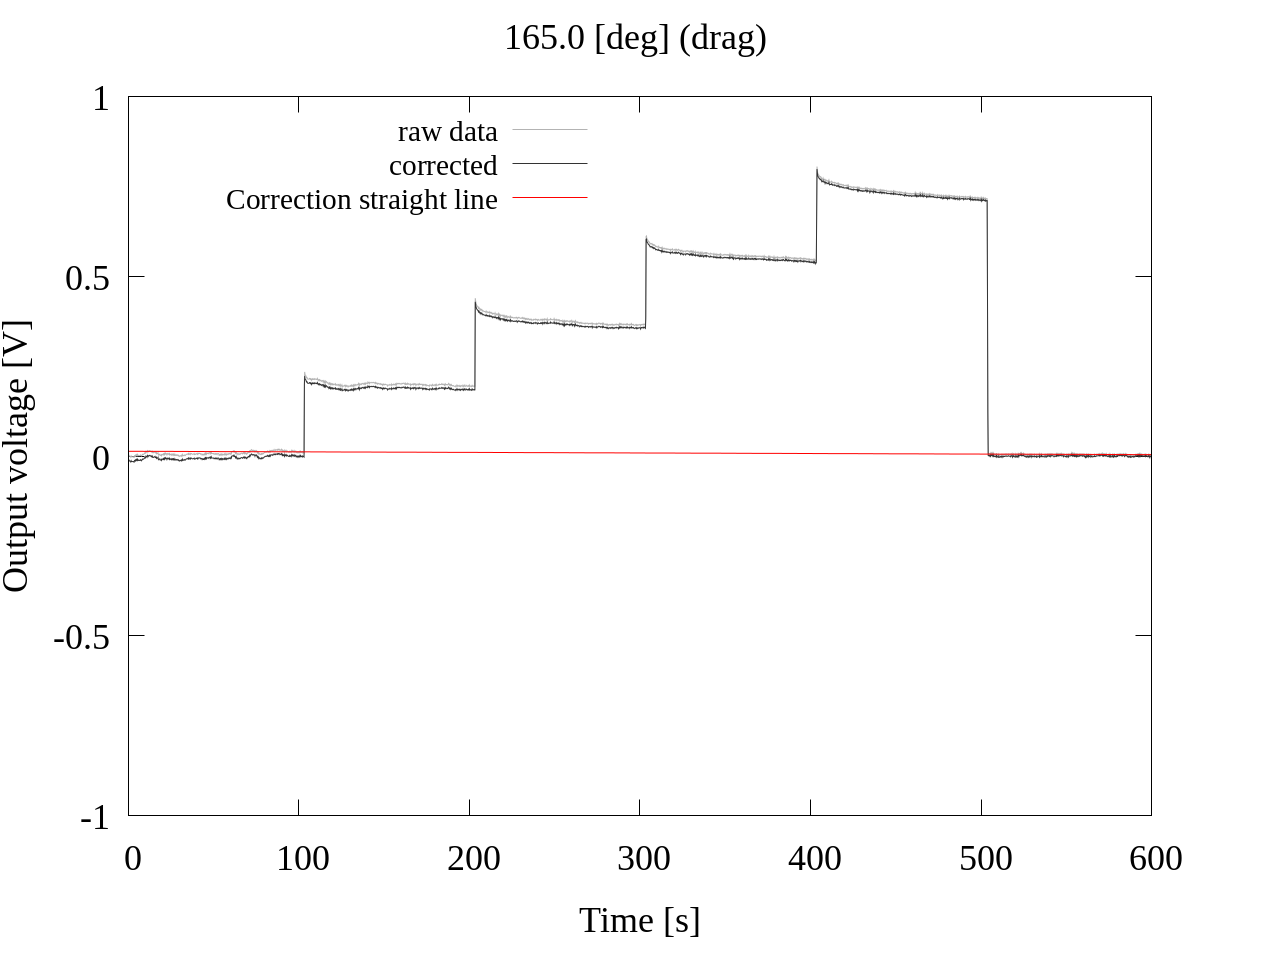 165.0 [deg] (drag)
raw data
corrected
Correction straight line
1
0.5
0
-0.5
-1
Output voltage [V]
0 100 200 300 400 500 600
Time [s]